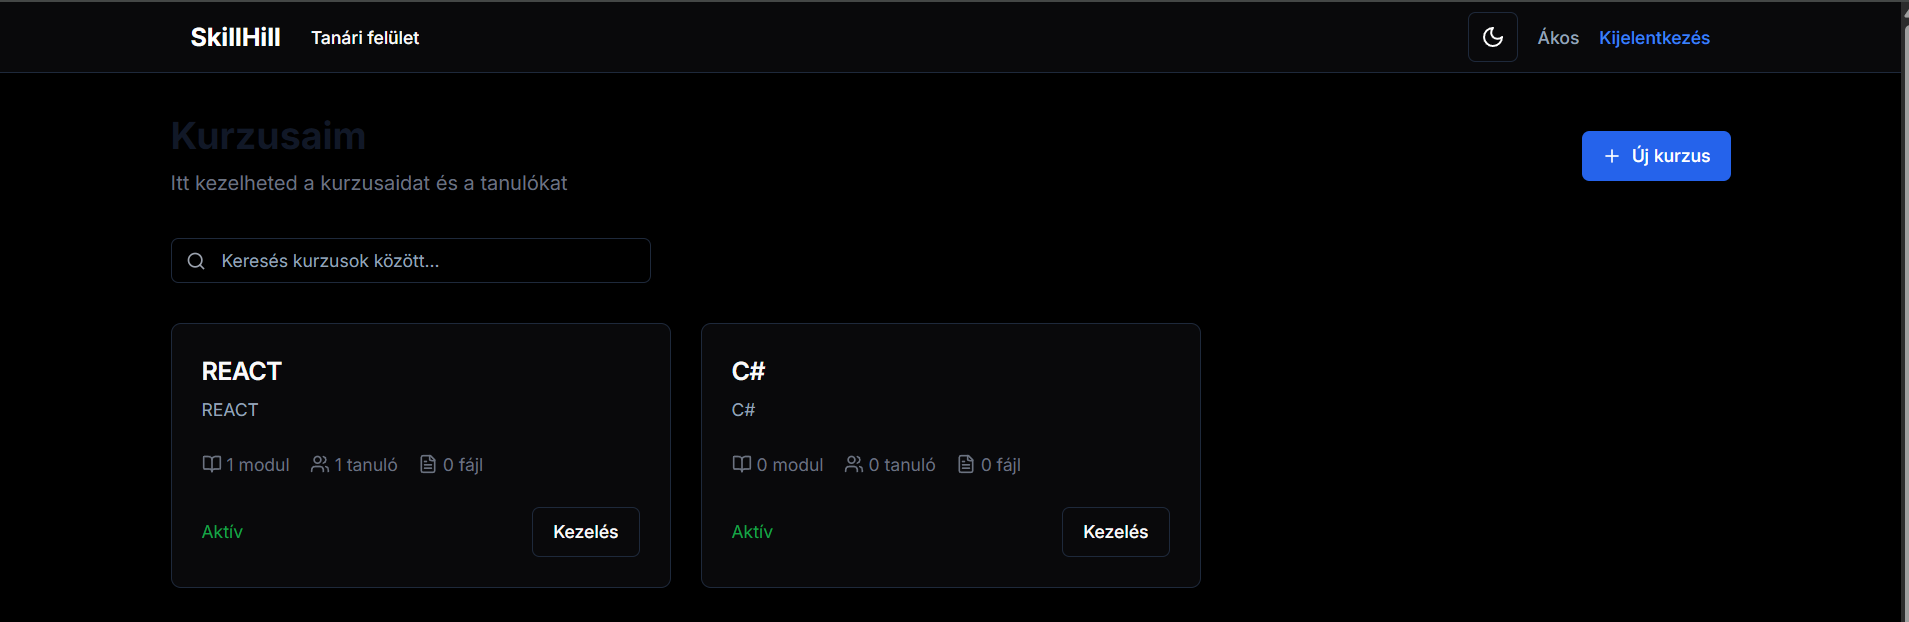 SkillHill Tanári felület Ákos Kijelentkezés
Kurzusaim
Itt kezelheted a kurzusaidat és a tanulókat
Új kurzus
Keresés kurzusok között...
REACT
REACT
1 modul 1 tanuló 0 fájl
Aktív Kezelés
C#
C#
0 modul 0 tanuló 0 fájl
Aktív Kezelés